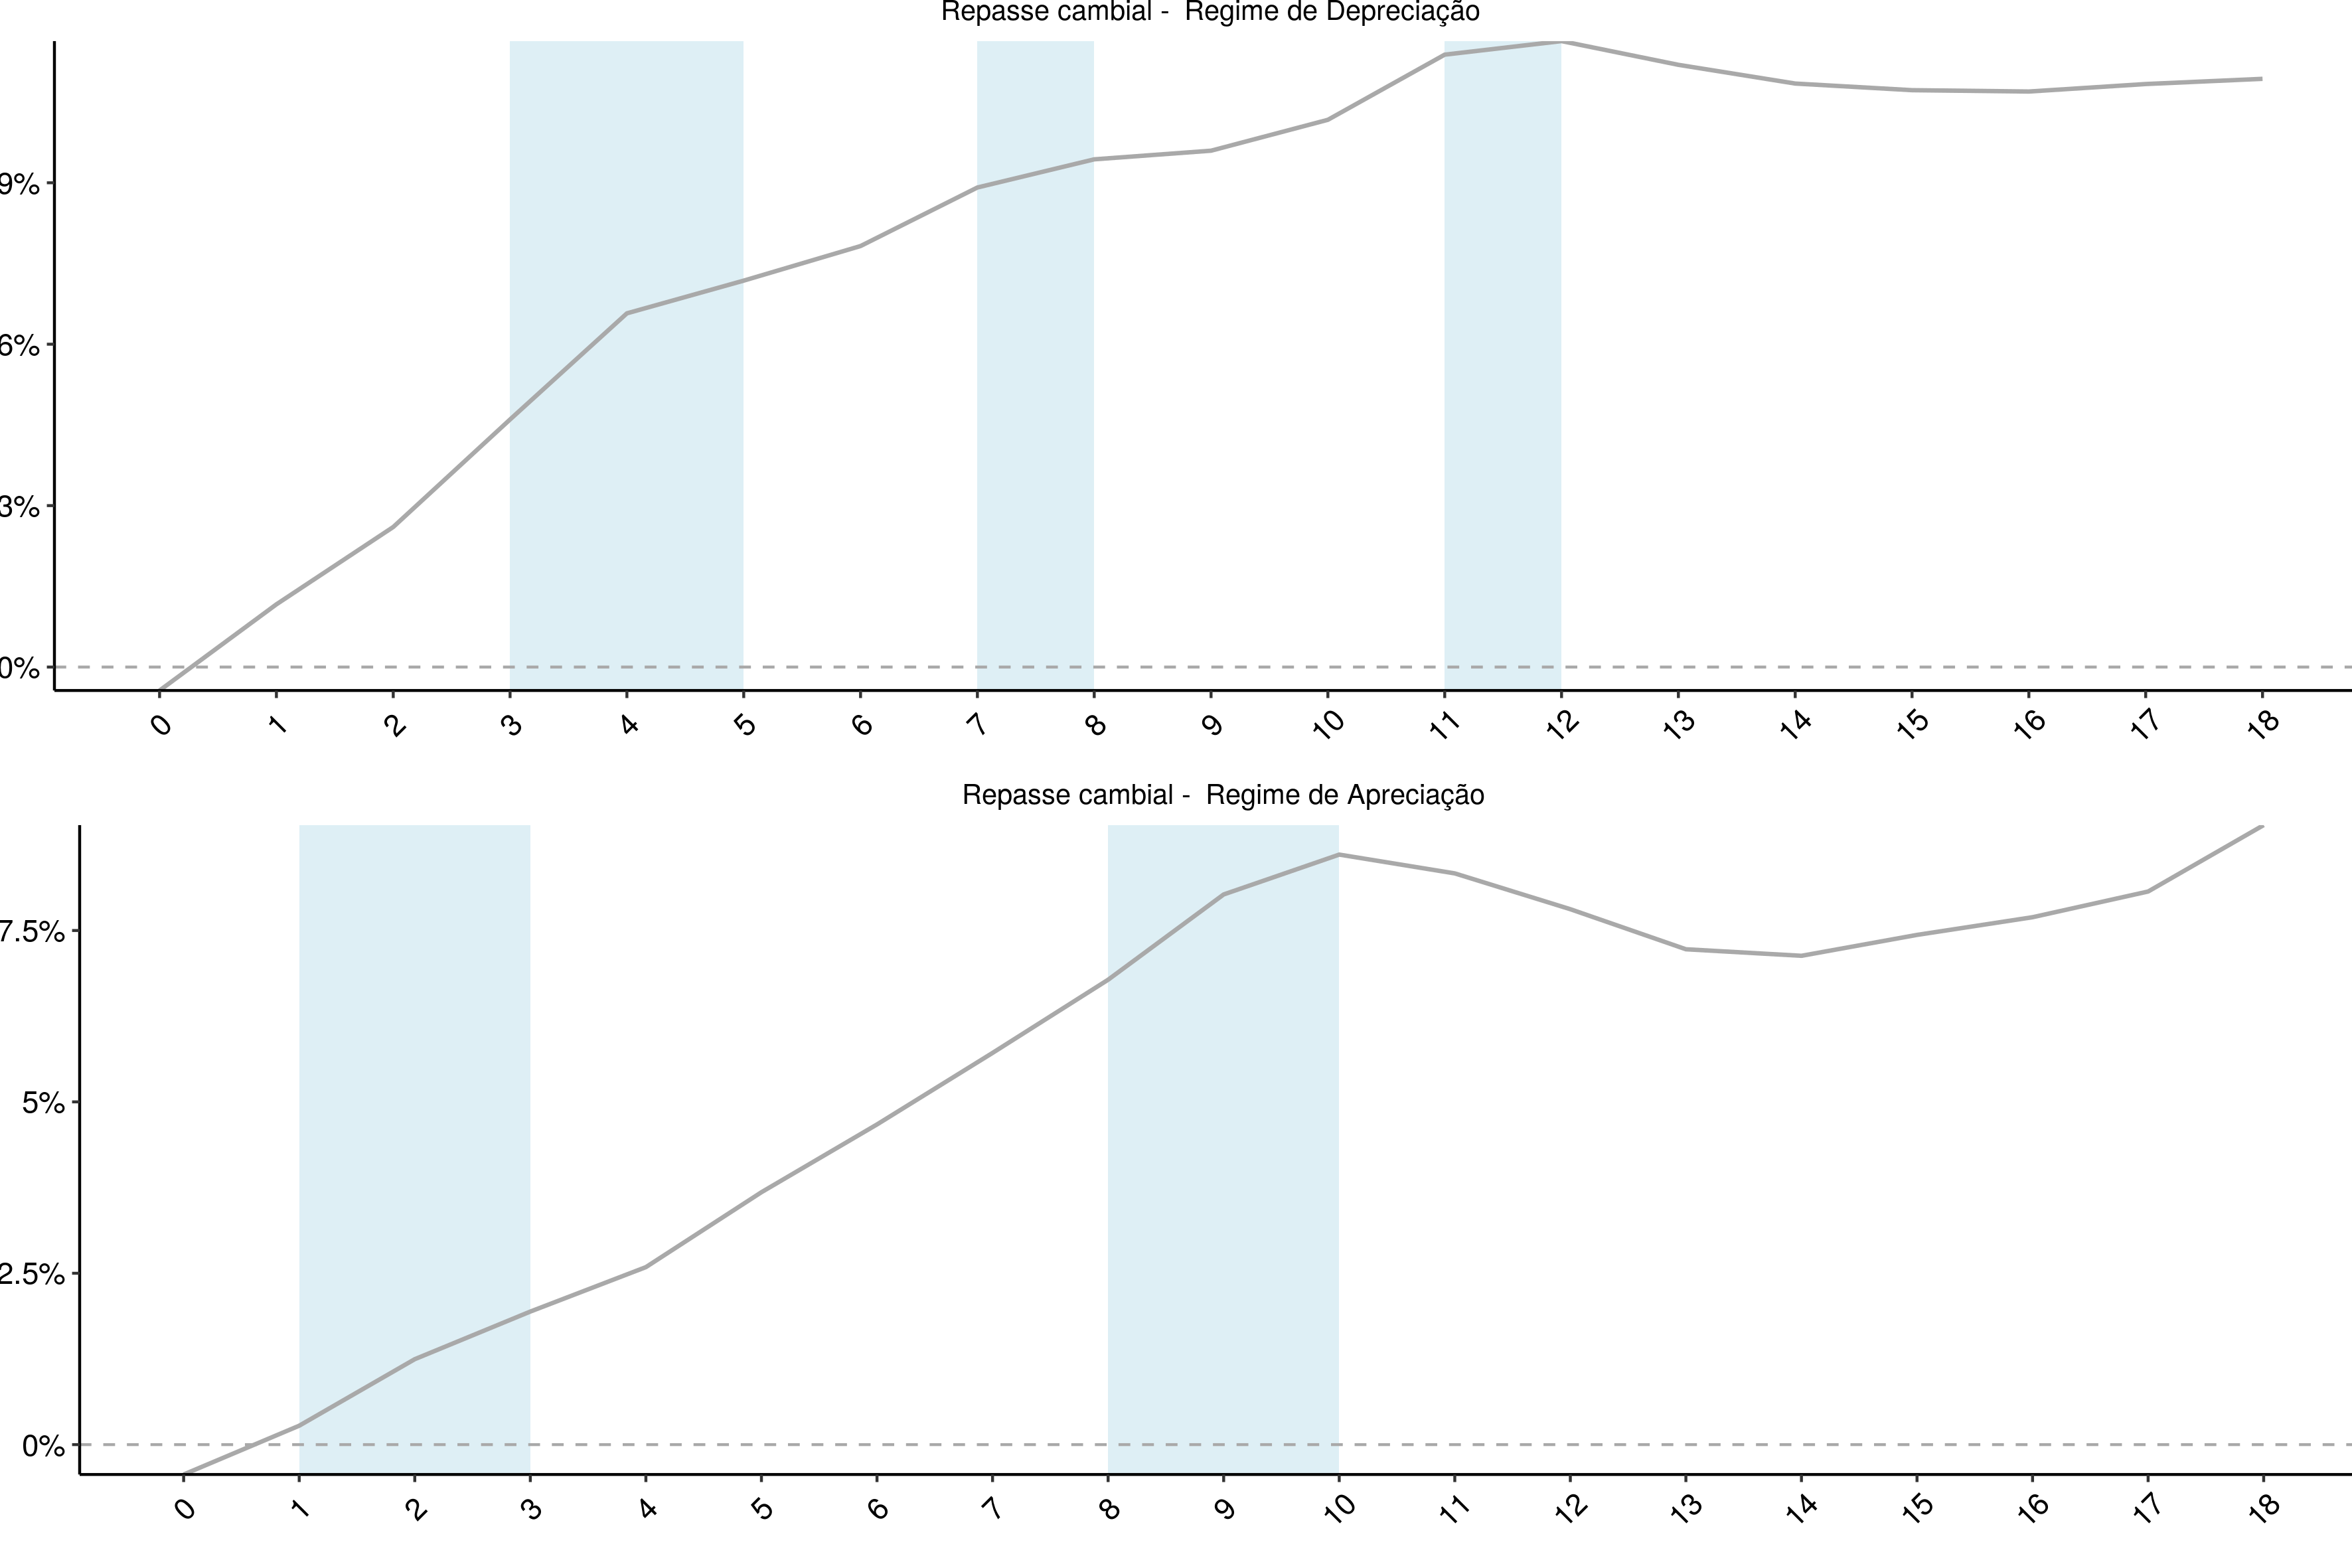 Repasse cambial -  Regime de Depreciação
9%
6%
3%
0%
0 1 2 3 4 5 6 7 8 9 10 11 12 13 14 15 16 17 18
Repasse cambial -  Regime de Apreciação
7.5%
5%
2.5%
0%
0 1 2 3 4 5 6 7 8 9 10 11 12 13 14 15 16 17 18